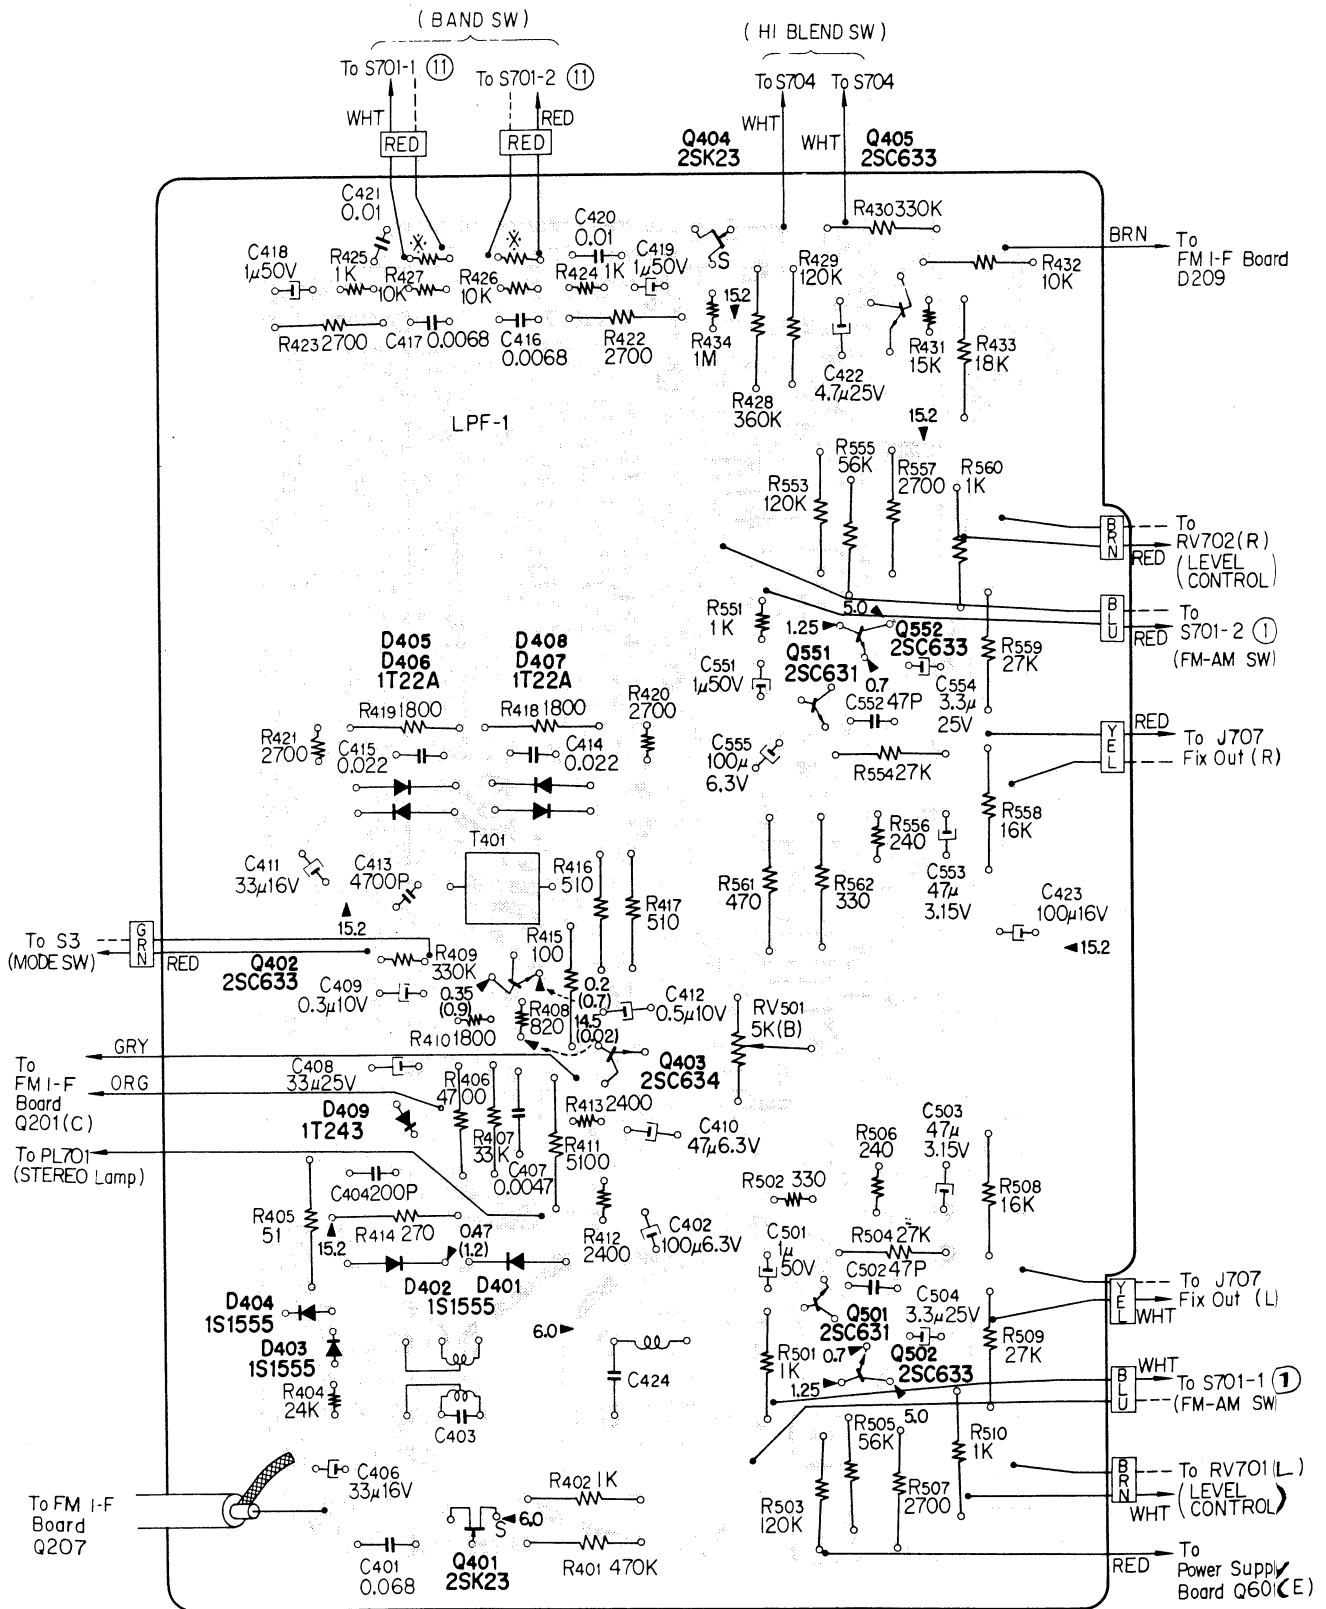 (BAND SW)
(HI BLEND SW)
To S701-1 ⑪
To S701-2 ⑪
To S704 To S704
WHT
RED
WHT
WHT
RED
RED
Q404
2SK23
Q405
2SC633
C421
0.01
R430 330K
C418
1μ50V
R425
1K
R427
10K
※
R426
10K
※
C420
0.01
R424 1K
C419
1μ50V
S
R429
120K
BRN
To
FM I-F Board
D209
R432
10K
R423 2700
C417 0.0068
C416
0.0068
R422
2700
R434
1M
15.2
C422
4.7μ25V
R431
15K
R433
18K
R428
360K
15.2
LPF-1
R555
56K
R553
120K
R557
2700
R560
1K
BRN
To
RV702(R)
RED
(LEVEL
CONTROL)
R551
1K
5.0
1.25
BLU
To
S701-2 ①
RED
(FM-AM SW)
D405
D406
1T22A
D408
D407
1T22A
Q552
2SC633
Q551
2SC631
R559
27K
C551
1μ50V
0.7
C552 47P
C554
3.3μ
25V
R420
2700
R419 1800
R418 1800
R421
2700
C415
0.022
C414
0.022
C555
100μ
6.3V
R554 27K
RED
YEL
To J707
Fix Out (R)
R558
16K
T401
C411
33μ16V
C413
4700P
R416
510
R417
510
R561
470
R562
330
R556
240
C553
47μ
3.15V
C423
100μ16V
15.2
15.2
To S3
(MODE SW)
GRN
RED
Q402
2SC633
R409
330K
R415
100
C409
0.3μ10V
0.35
(0.9)
R408
820
0.2
(0.7)
14.5
(0.02)
C412
0.5μ10V
RV501
5K(B)
R410 1800
GRY
To
FM I-F
Board
Q201(C)
ORG
C408
33μ25V
Q403
2SC634
R406
4700
D409
1T243
R413 2400
R407
33K
C407
0.0047
R411
5100
C410
47μ6.3V
C503
47μ
3.15V
R506
240
To PL701
(STEREO Lamp)
C404 200P
R502 330
R508
16K
R405
51
R414 270
15.2
0.47
(1.2)
R412
2400
C402
100μ6.3V
C501
1μ
50V
R504 27K
C502 47P
D402
1S1555
D401
D404
1S1555
C504
3.3μ25V
YEL
To J707
Fix Out (L)
WHT
D403
1S1555
6.0
Q501
2SC631
R501
1K
0.7
Q502
2SC633
R509
27K
R404
24K
C424
1.25
BLU
WHT
To S701-1 ①
(FM-AM SW
C403
5.0
R505
56K
R510
1K
C406
33μ16V
R402 1K
R503
120K
R507
2700
BRN
To RV701(L)
(LEVEL
CONTROL)
WHT
To FM I-F
Board
Q207
S
6.0
C401
0.068
Q401
2SK23
R401 470K
RED
To
Power Supply
Board Q601(E)